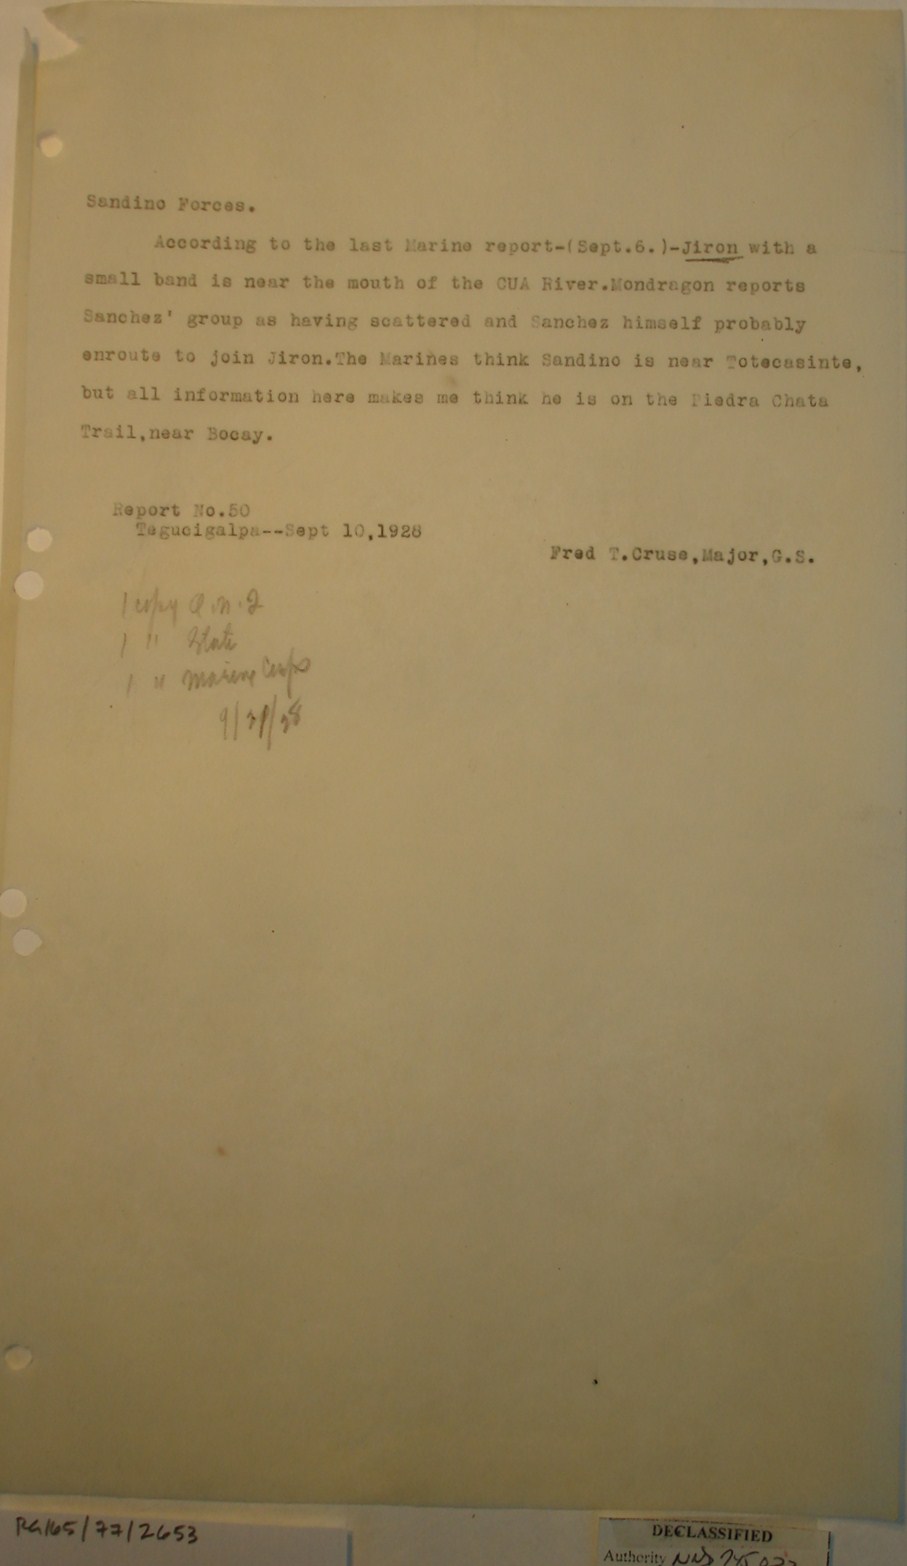 Sandino Forces.
According to the last Marine report-(Sept.6.)-Jiron with a
small band is near the mouth of the CUA River.Mondragon reports
Sanchez' group as having scattered and Sanchez himself probably
enroute to join Jiron.The Marines think Sandino is near Totecasinte,
but all information here makes me think he is on the Piedra Chata
Trail,near Bocay.
Report No.50
Tegucigalpa--Sept 10,1928
Fred T.Cruse,Major,G.S.
1 copy O.N.I
1 " State
1 " Marine Corps
RG165/77/2653
DECLASSIFIED
Authority